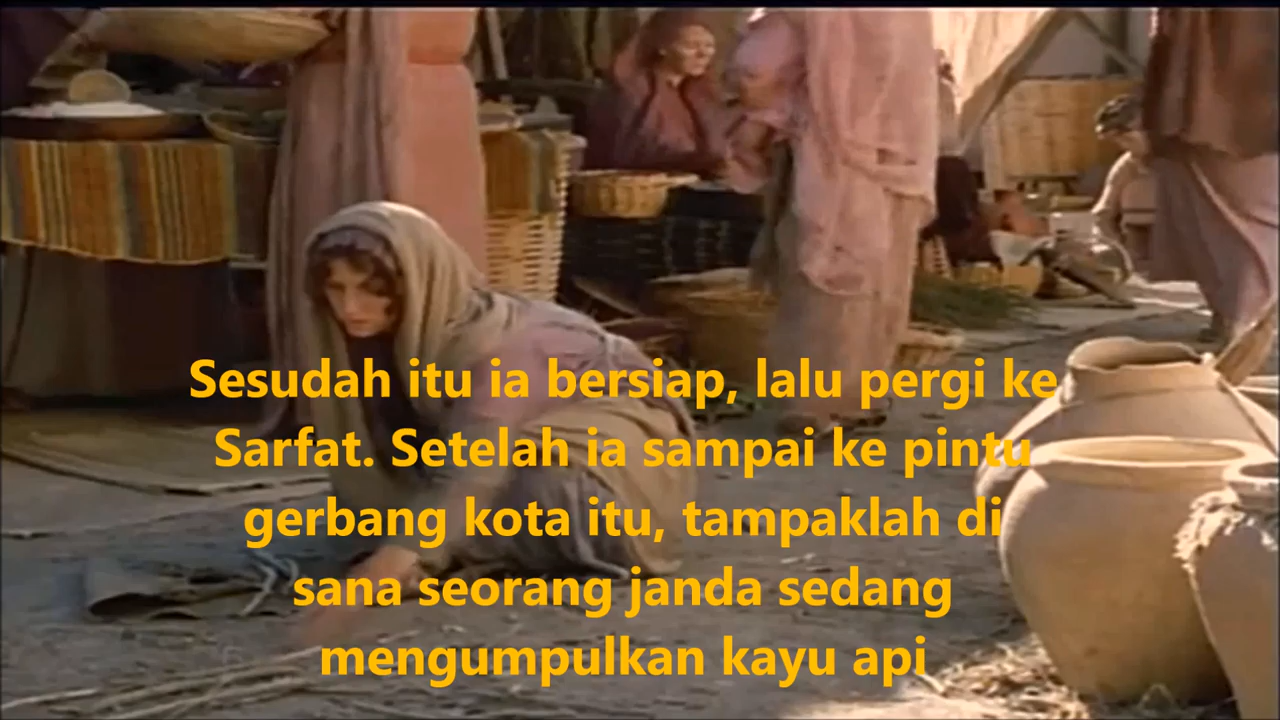 Sesudah itu ia bersiap, lalu pergi ke
Sarfat. Setelah ia sampai ke pintu
gerbang kota itu, tampaklah di
sana seorang janda sedang
mengumpulkan kayu api